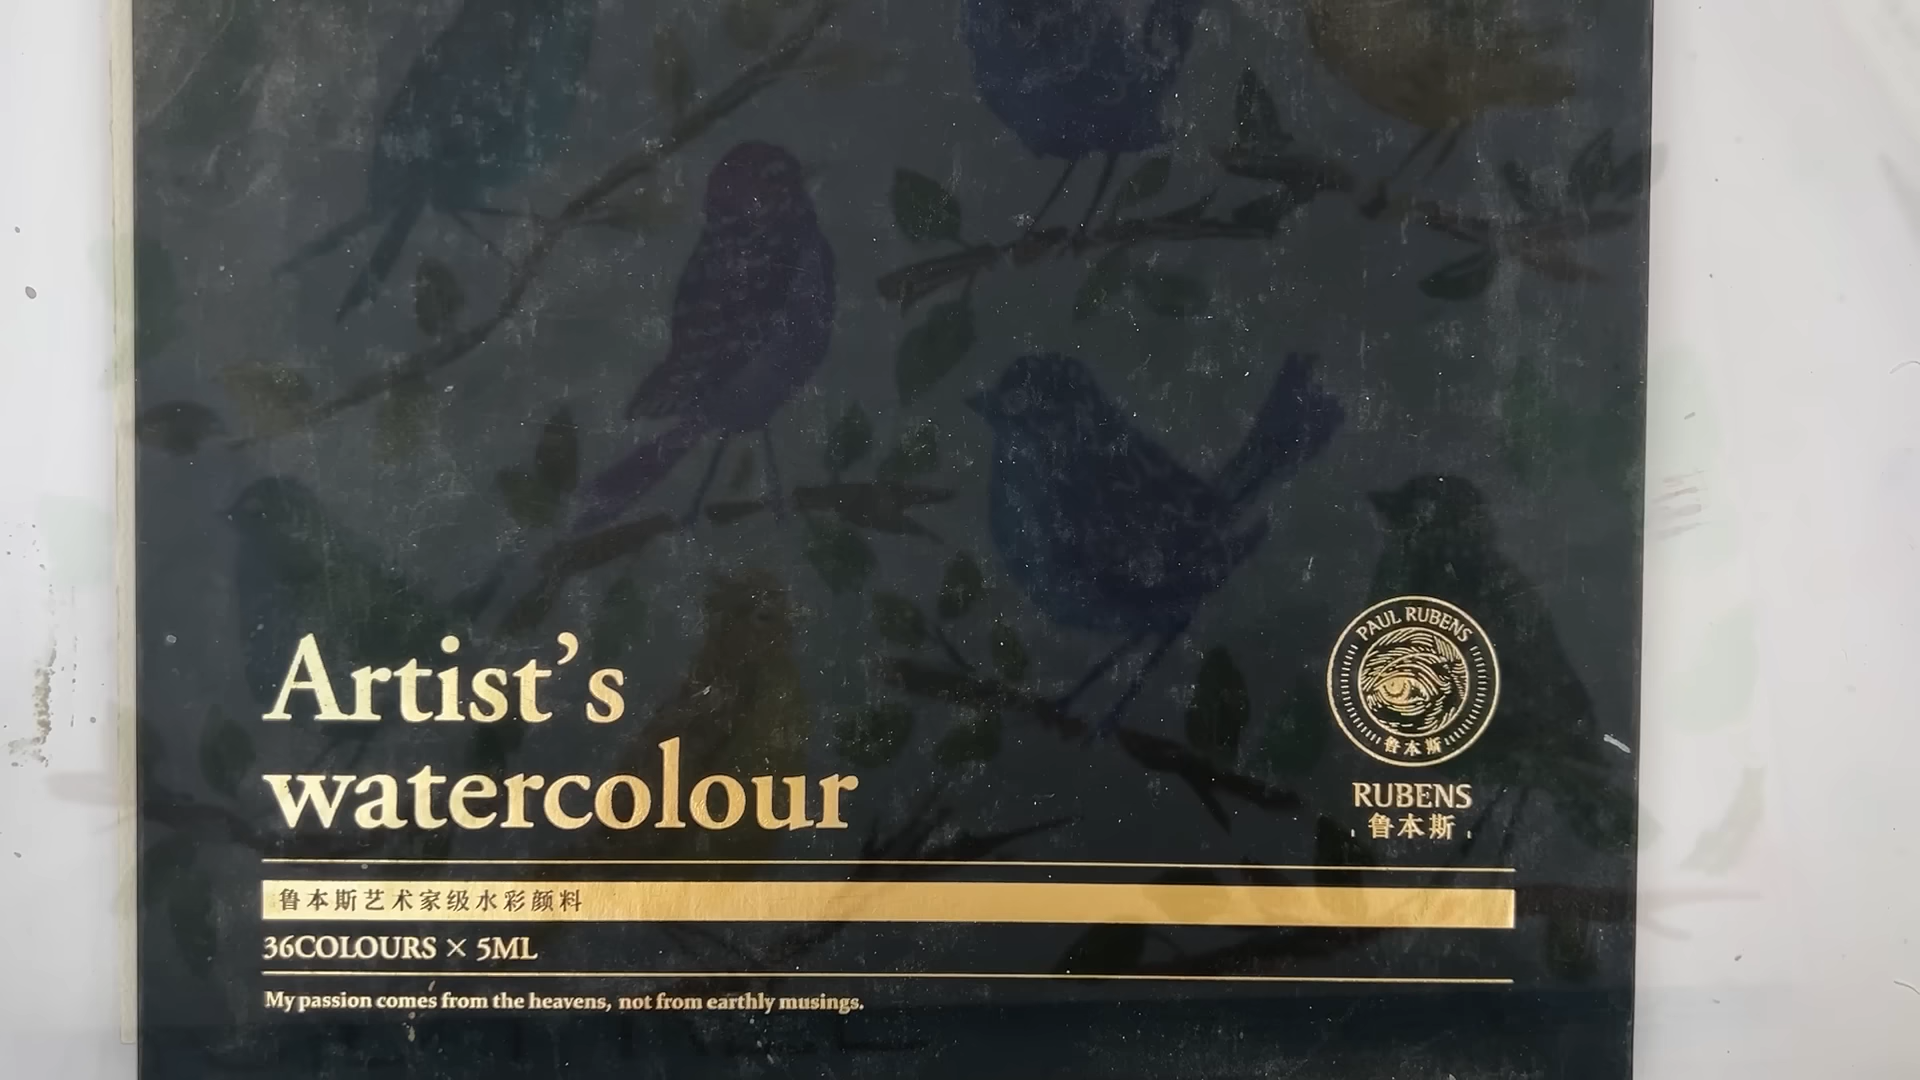 Artist's
watercolour
PAUL RUBENS
鲁本斯
RUBENS
鲁本斯
鲁本斯艺术家级水彩颜料
36COLOURS × 5ML
My passion comes from the heavens, not from earthly musings.